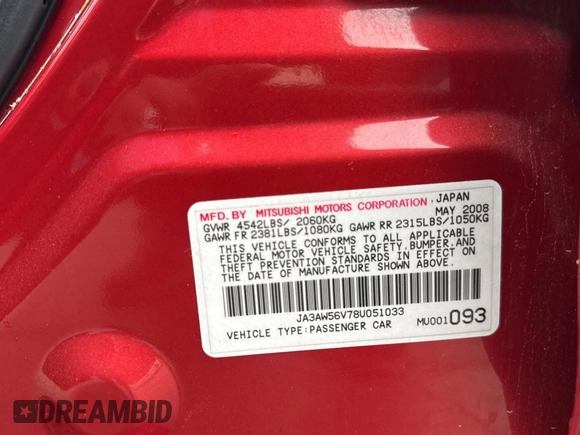 MFD. BY MITSUBISHI MOTORS CORPORATION, JAPAN
GVWR 4542LBS/ 2060KG MAY 2008
GAWR FR 2381LBS/1080KG GAWR RR 2315LBS/1050KG
THIS VEHICLE CONFORMS TO ALL APPLICABLE
FEDERAL MOTOR VEHICLE SAFETY,BUMPER,AND
THEFT PREVENTION STANDARDS IN EFFECT ON
THE DATE OF MANUFACTURE SHOWN ABOVE.
JA3AW56V78U051033
VEHICLE TYPE:PASSENGER CAR MU001093
DREAMBID